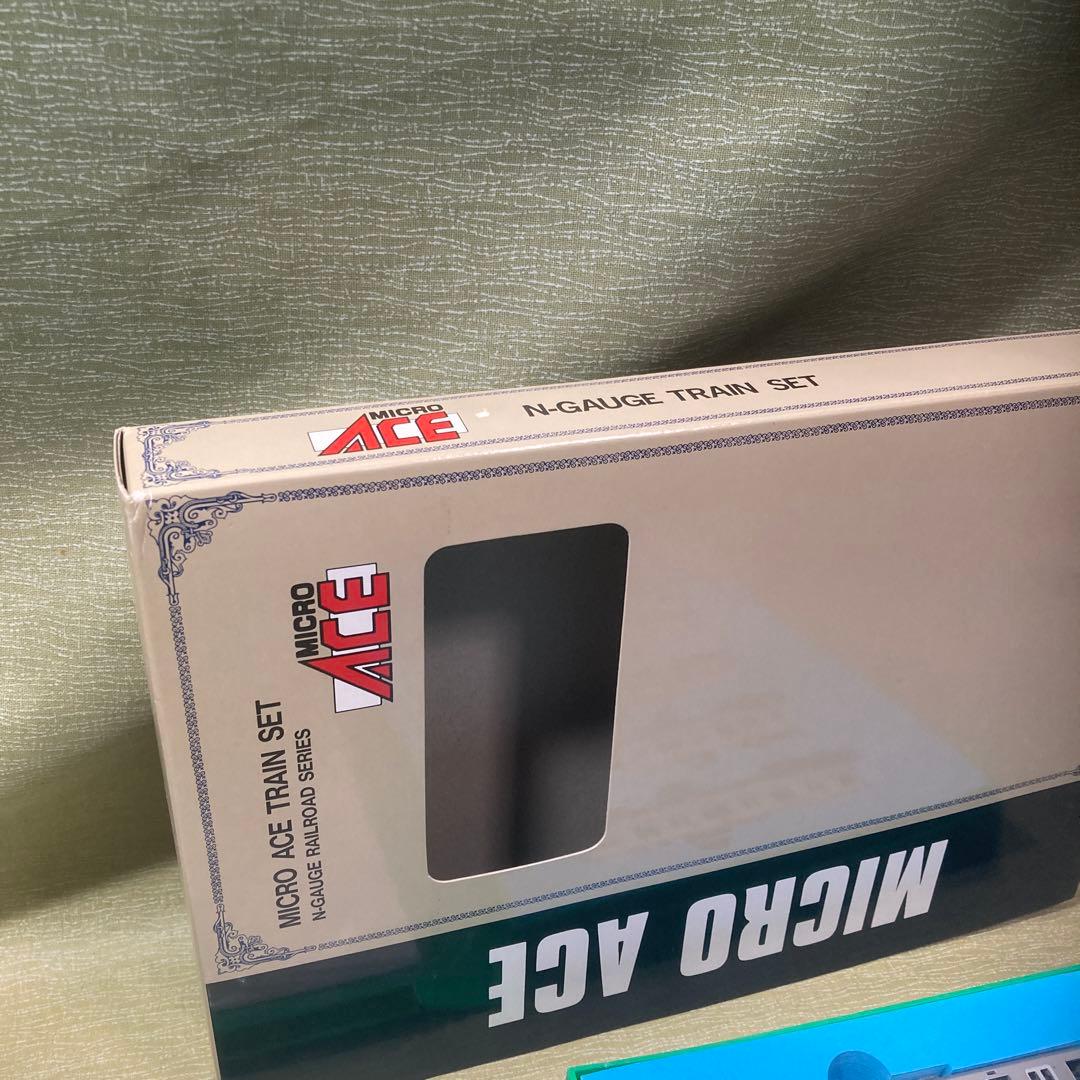 MICRO
ACE
N-GAUGE TRAIN SET
MICRO
ACE
MICRO ACE TRAIN SET
N-GAUGE RAILROAD SERIES
MICRO ACE